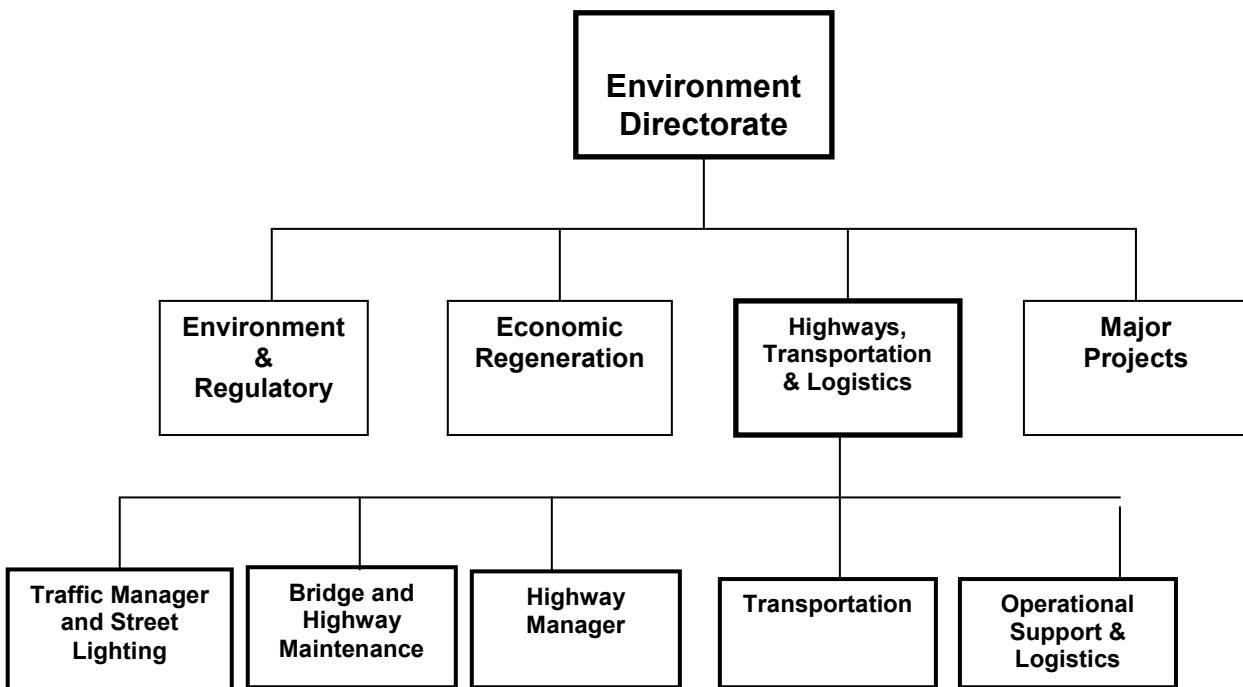 Environment
Directorate
Environment
&
Regulatory
Economic
Regeneration
Highways,
Transportation
& Logistics
Major
Projects
Traffic Manager
and Street
Lighting
Bridge and
Highway
Maintenance
Highway
Manager
Transportation
Operational
Support &
Logistics